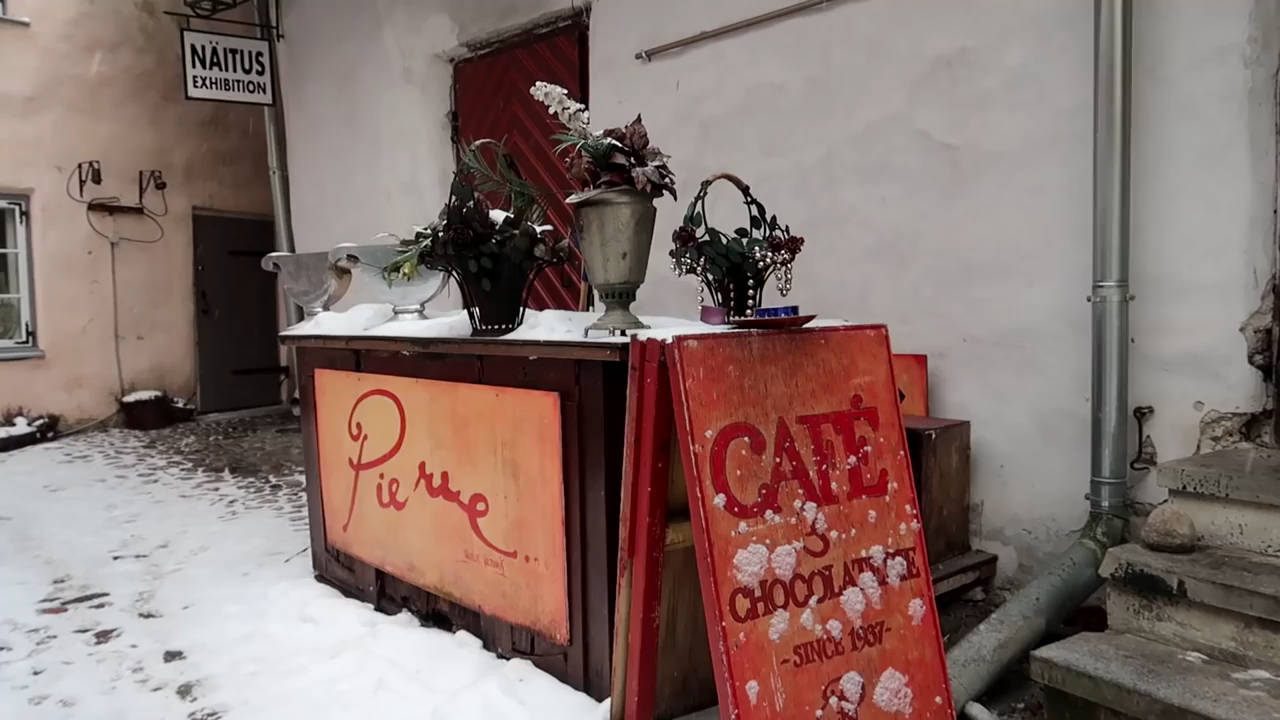 NÄITUS
EXHIBITION
Pierre
CAFÉ
&
CHOCOLATERIE
- SINCE 1937-